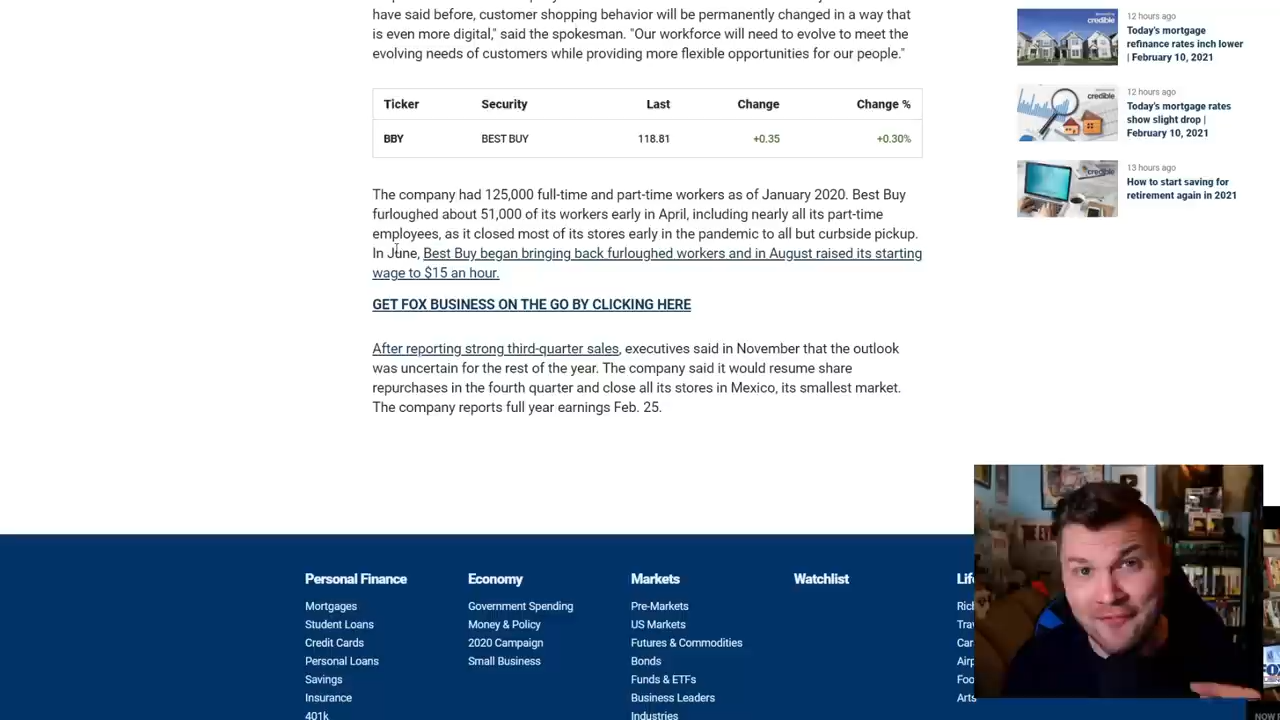 have said before, customer shopping behavior will be permanently changed in a way that
is even more digital," said the spokesman. "Our workforce will need to evolve to meet the
evolving needs of customers while providing more flexible opportunities for our people."
Ticker Security Last Change Change %
BBY BEST BUY 118.81 +0.35 +0.30%
The company had 125,000 full-time and part-time workers as of January 2020. Best Buy
furloughed about 51,000 of its workers early in April, including nearly all its part-time
employees, as it closed most of its stores early in the pandemic to all but curbside pickup.
In June, Best Buy began bringing back furloughed workers and in August raised its starting
wage to $15 an hour.
GET FOX BUSINESS ON THE GO BY CLICKING HERE
After reporting strong third-quarter sales, executives said in November that the outlook
was uncertain for the rest of the year. The company said it would resume share
repurchases in the fourth quarter and close all its stores in Mexico, its smallest market.
The company reports full year earnings Feb. 25.
credible
12 hours ago
Today's mortgage
refinance rates inch lower
| February 10, 2021
credible
12 hours ago
Today's mortgage rates
show slight drop |
February 10, 2021
credible
13 hours ago
How to start saving for
retirement again in 2021
Personal Finance
Mortgages
Student Loans
Credit Cards
Personal Loans
Savings
Insurance
401k
Economy
Government Spending
Money & Policy
2020 Campaign
Small Business
Markets
Pre-Markets
US Markets
Futures & Commodities
Bonds
Funds & ETFs
Business Leaders
Industries
Watchlist
Arts
FOX